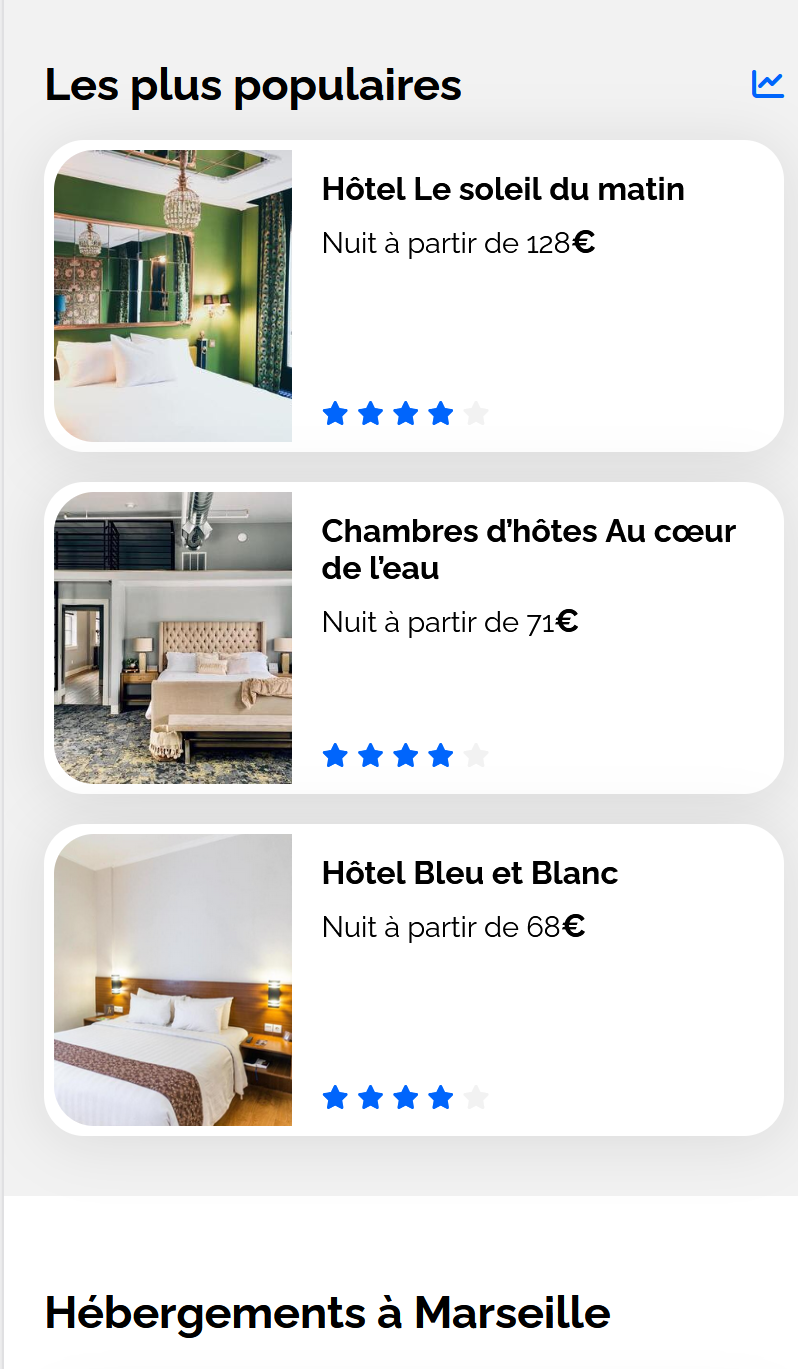 Les plus populaires
Hôtel Le soleil du matin
Nuit à partir de 128€
Chambres d’hôtes Au cœur
de l’eau
Nuit à partir de 71€
Hôtel Bleu et Blanc
Nuit à partir de 68€
Hébergements à Marseille